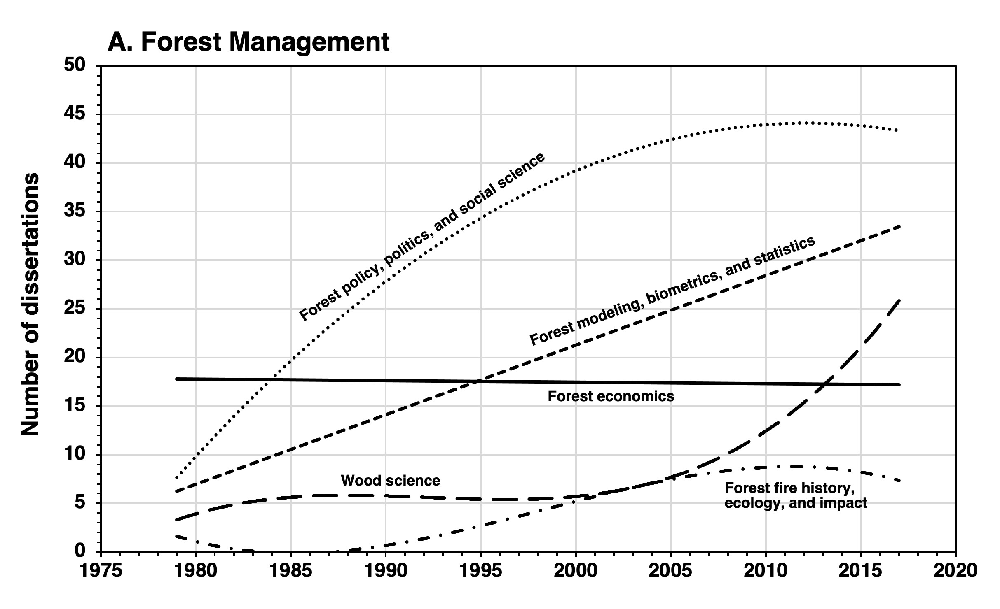 A. Forest Management
50
45
40
35
30
25
20
15
10
5
0
Number of dissertations
Forest policy, politics, and social science
Forest modeling, biometrics, and statistics
Forest economics
Wood science
Forest fire history,
ecology, and impact
1975 1980 1985 1990 1995 2000 2005 2010 2015 2020